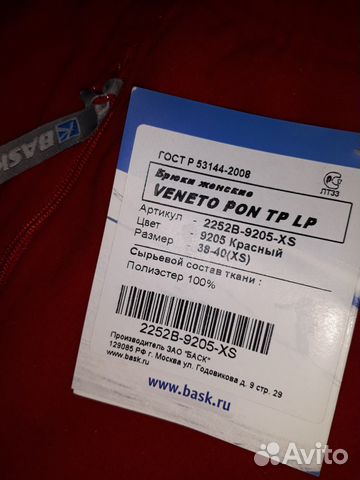 BASK
ГОСТ Р 53144-2008
РСТ
ЛТ33
Брюки женские
VENETO PON TP LP
Артикул - 2252B-9205-XS
Цвет - 9205 Красный
Размер - 38-40(XS)
Сырьевой состав ткани :
Полиэстер 100%
2252B-9205-XS
Производитель ЗАО "БАСК"
129085 РФ г. Москва ул. Годовикова д. 9 стр. 29
www.bask.ru
www.bask.ru
Avito